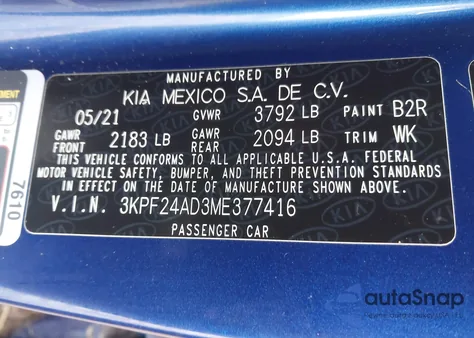 MANUFACTURED BY
KIA MEXICO S.A. DE C.V.
05/21 GVWR 3792 LB PAINT B2R
GAWR FRONT 2183 LB GAWR REAR 2094 LB TRIM WK
THIS VEHICLE CONFORMS TO ALL APPLICABLE U.S.A. FEDERAL
MOTOR VEHICLE SAFETY, BUMPER, AND THEFT PREVENTION STANDARDS
IN EFFECT ON THE DATE OF MANUFACTURE SHOWN ABOVE.
V.I.N. 3KPF24AD3ME377416
PASSENGER CAR
7610
autoSnap